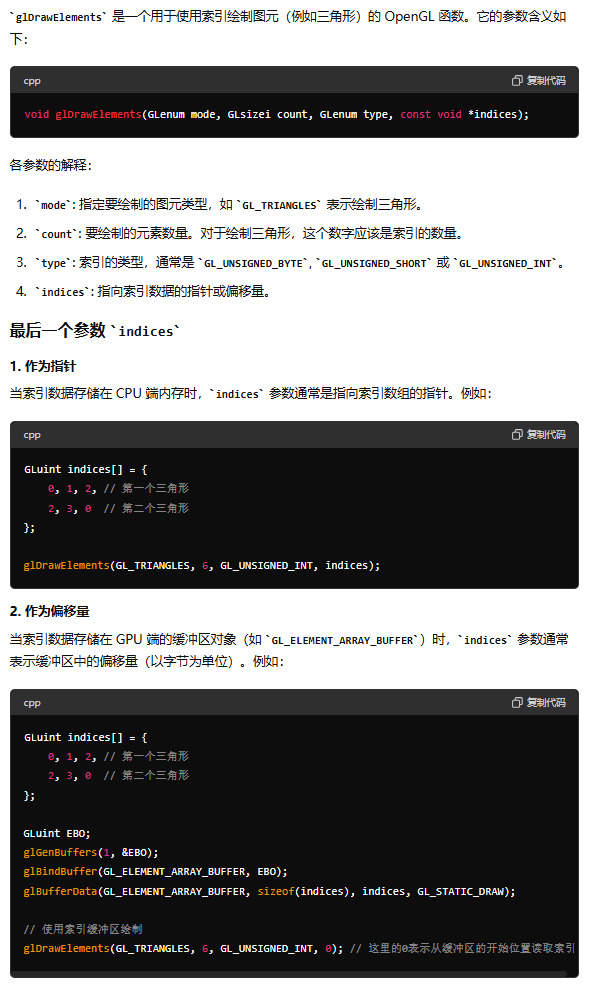 `glDrawElements` 是一个用于使用索引绘制图元（例如三角形）的 OpenGL 函数。它的参数含义如
下：
cpp 复制代码
void glDrawElements(GLenum mode, GLsizei count, GLenum type, const void *indices);
各参数的解释：
1. `mode`: 指定要绘制的图元类型，如 `GL_TRIANGLES` 表示绘制三角形。
2. `count`: 要绘制的元素数量。对于绘制三角形，这个数字应该是索引的数量。
3. `type`: 索引的类型，通常是 `GL_UNSIGNED_BYTE`, `GL_UNSIGNED_SHORT` 或 `GL_UNSIGNED_INT`。
4. `indices`: 指向索引数据的指针或偏移量。
最后一个参数 `indices`
1. 作为指针
当索引数据存储在 CPU 端内存时，`indices` 参数通常是指向索引数组的指针。例如：
cpp 复制代码
GLuint indices[] = {
0, 1, 2, // 第一个三角形
2, 3, 0 // 第二个三角形
};
glDrawElements(GL_TRIANGLES, 6, GL_UNSIGNED_INT, indices);
2. 作为偏移量
当索引数据存储在 GPU 端的缓冲区对象（如 `GL_ELEMENT_ARRAY_BUFFER`）时，`indices` 参数通常
表示缓冲区中的偏移量（以字节为单位）。例如：
cpp 复制代码
GLuint indices[] = {
0, 1, 2, // 第一个三角形
2, 3, 0 // 第二个三角形
};
GLuint EBO;
glGenBuffers(1, &EBO);
glBindBuffer(GL_ELEMENT_ARRAY_BUFFER, EBO);
glBufferData(GL_ELEMENT_ARRAY_BUFFER, sizeof(indices), indices, GL_STATIC_DRAW);
// 使用索引缓冲区绘制
glDrawElements(GL_TRIANGLES, 6, GL_UNSIGNED_INT, 0); // 这里的0表示从缓冲区的开始位置读取索引